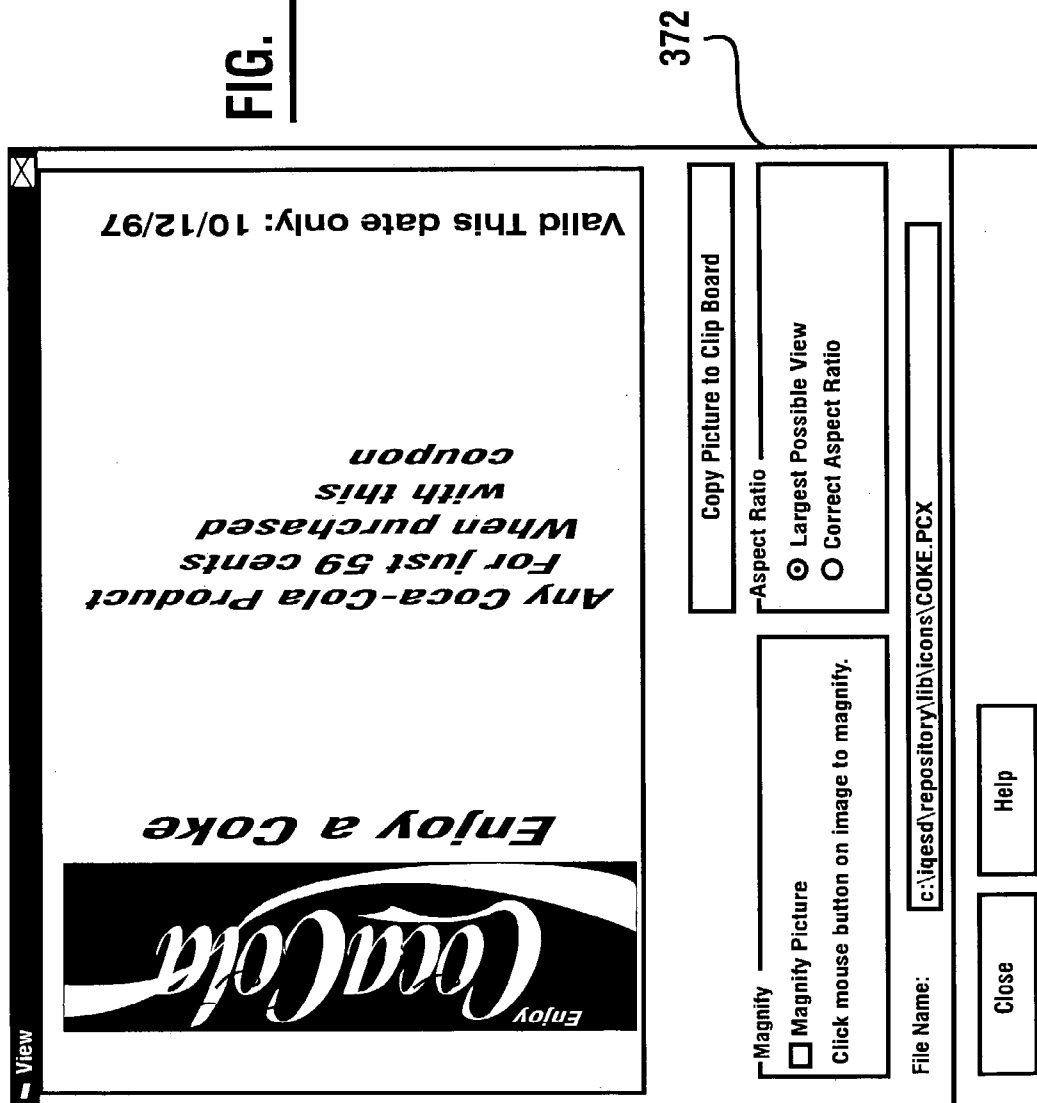 FIG.
372
View
Enjoy
Coca Cola
Enjoy a Coke
Any Coca-Cola Product
For just 59 cents
When purchased
with this
coupon
Valid This date only: 10/12/97
Copy Picture to Clip Board
Magnify
Magnify Picture
Click mouse button on image to magnify.
Aspect Ratio
Largest Possible View
Correct Aspect Ratio
File Name:
c:\iqesd\repository\lib\icons\COKE.PCX
Close
Help